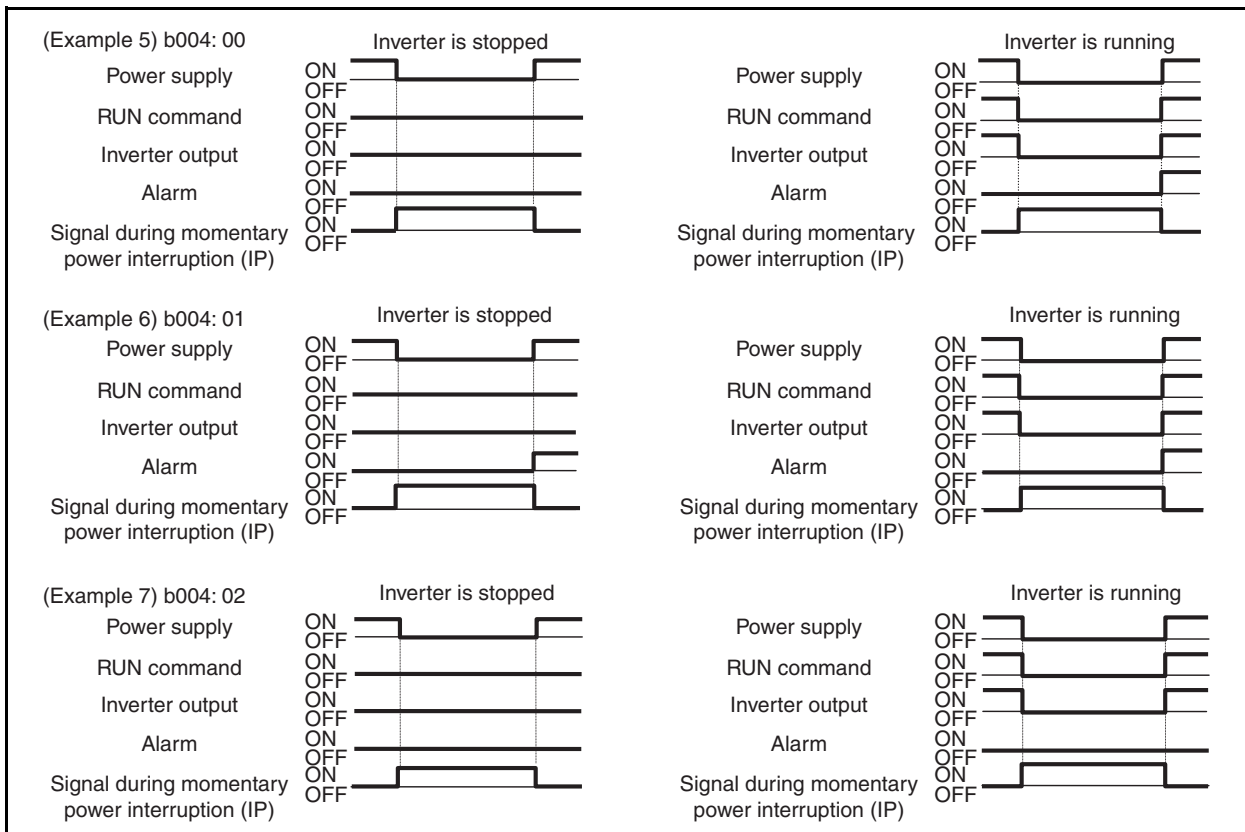 (Example 5) b004: 00
Inverter is stopped
Power supply
ON
OFF
RUN command
ON
OFF
Inverter output
ON
OFF
Alarm
ON
OFF
Signal during momentary
power interruption (IP)
ON
OFF
Inverter is running
Power supply
ON
OFF
RUN command
ON
OFF
Inverter output
ON
OFF
Alarm
ON
OFF
Signal during momentary
power interruption (IP)
ON
OFF
(Example 6) b004: 01
Inverter is stopped
Power supply
ON
OFF
RUN command
ON
OFF
Inverter output
ON
OFF
Alarm
ON
OFF
Signal during momentary
power interruption (IP)
ON
OFF
Inverter is running
Power supply
ON
OFF
RUN command
ON
OFF
Inverter output
ON
OFF
Alarm
ON
OFF
Signal during momentary
power interruption (IP)
ON
OFF
(Example 7) b004: 02
Inverter is stopped
Power supply
ON
OFF
RUN command
ON
OFF
Inverter output
ON
OFF
Alarm
ON
OFF
Signal during momentary
power interruption (IP)
ON
OFF
Inverter is running
Power supply
ON
OFF
RUN command
ON
OFF
Inverter output
ON
OFF
Alarm
ON
OFF
Signal during momentary
power interruption (IP)
ON
OFF